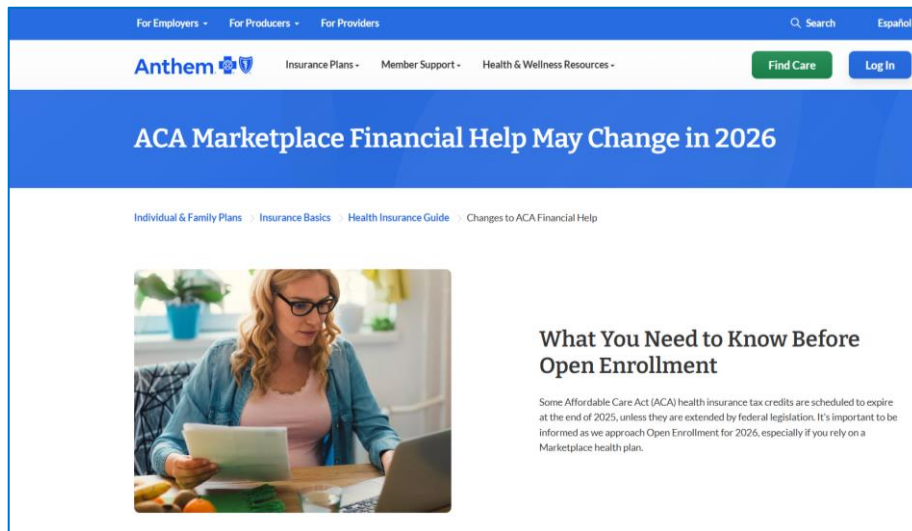 For Employers For Producers For Providers Search Español
Anthem Insurance Plans Member Support Health & Wellness Resources Find Care Log In
ACA Marketplace Financial Help May Change in 2026
Individual & Family Plans > Insurance Basics > Health Insurance Guide > Changes to ACA Financial Help
What You Need to Know Before
Open Enrollment
Some Affordable Care Act (ACA) health insurance tax credits are scheduled to expire
at the end of 2025, unless they are extended by federal legislation. It's important to be
informed as we approach Open Enrollment for 2026, especially if you rely on a
Marketplace health plan.